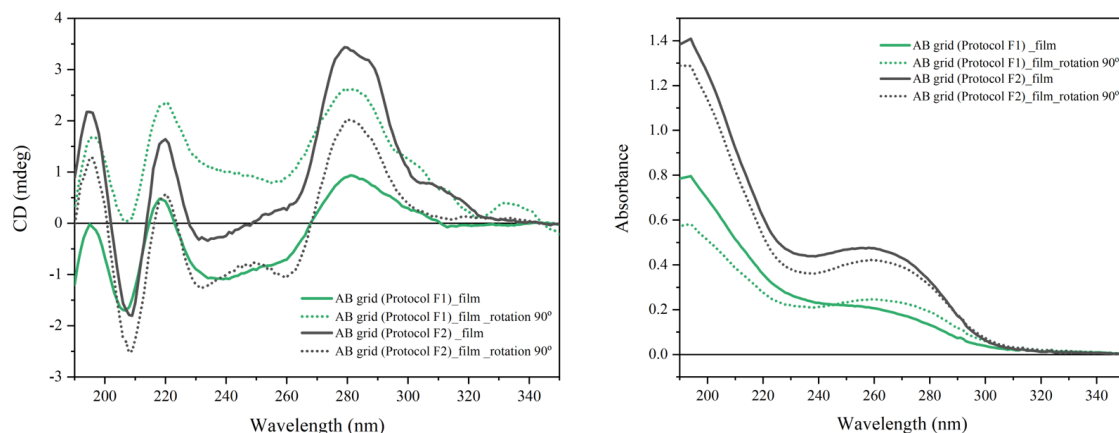 4
3
2
1
0
-1
-2
-3
CD (mdeg)
AB grid (Protocol F1)_film
AB grid (Protocol F1)_film _rotation 90º
AB grid (Protocol F2) _film
AB grid (Protocol F2)_film _rotation 90º
200 220 240 260 280 300 320 340
Wavelength (nm)
1.4
1.2
1.0
0.8
0.6
0.4
0.2
0.0
Absorbance
AB grid (Protocol F1) _film
AB grid (Protocol F1)_film_rotation 90º
AB grid (Protocol F2)_film
AB grid (Protocol F2)_film_rotation 90º
200 220 240 260 280 300 320 340
Wavelength (nm)